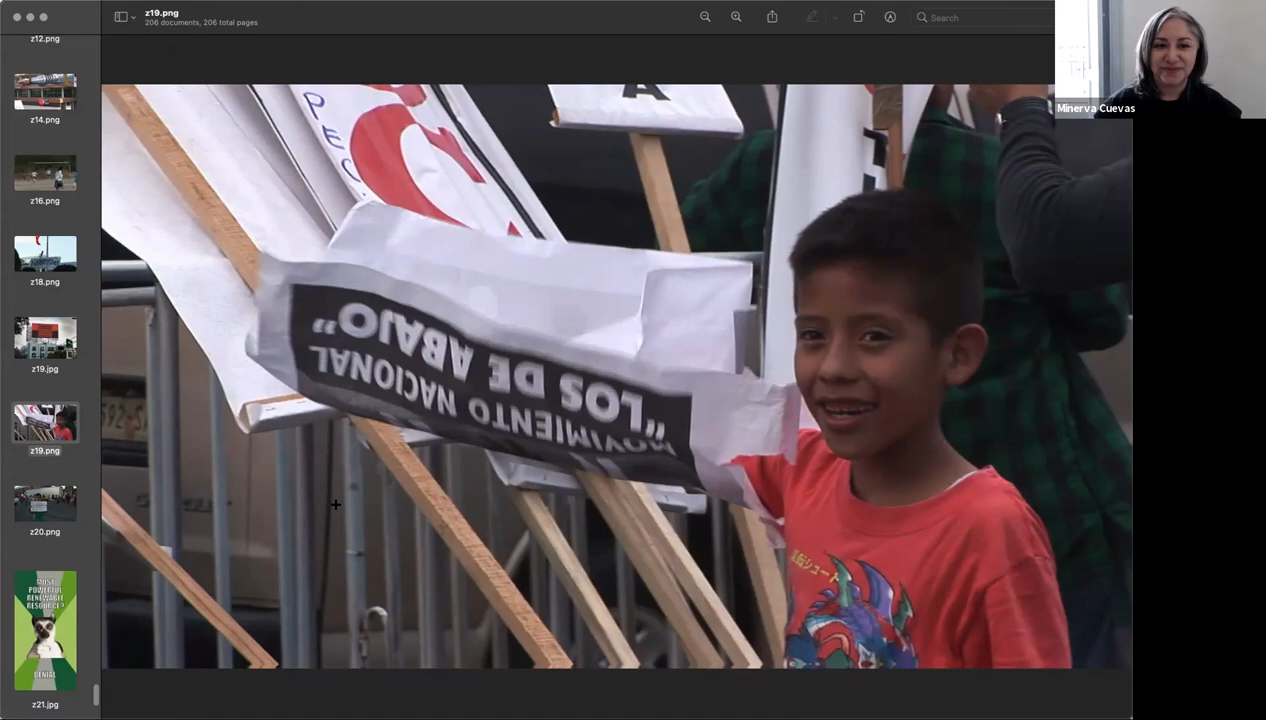 z19.png
206 documents, 206 total pages
Search
Minerva Cuevas
z12.png
z14.png
z16.png
z18.png
z19.jpg
z19.png
z20.png
MOST
POWERFUL
RENEWABLE
RESOURCE?
DENIAL
z21.jpg
PEC
A
MOVIMIENTO NACIONAL
"LOS DE ABAJO"